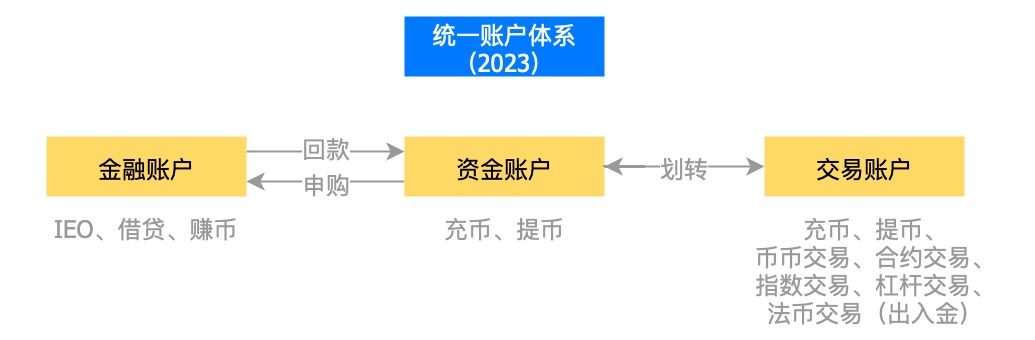 统一账户体系
（2023）
金融账户
回款
申购
资金账户
划转
交易账户
IEO、借贷、赚币
充币、提币
充币、提币、
币币交易、合约交易、
指数交易、杠杆交易、
法币交易（出入金）